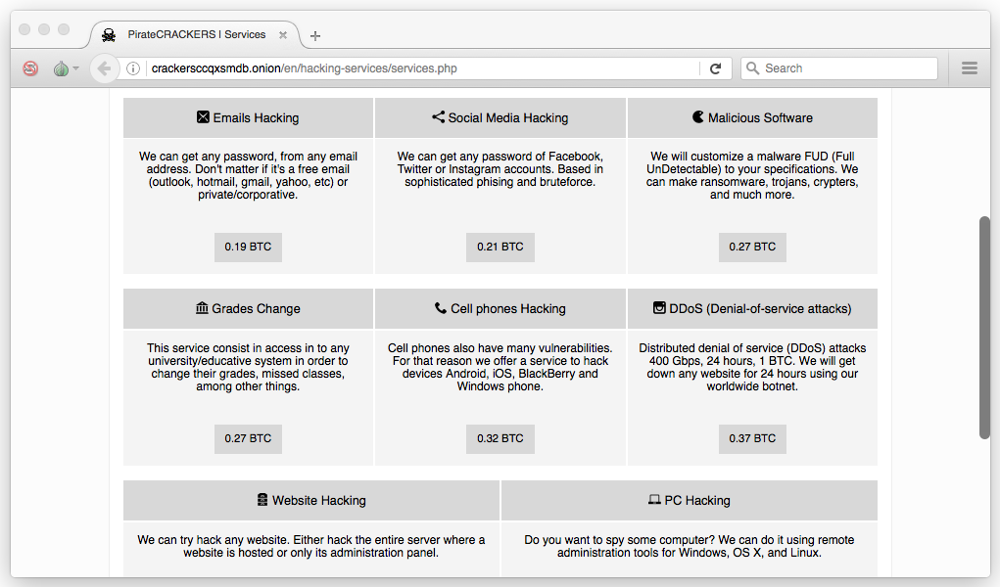 PirateCRACKERS | Services
crackersccqxsmdb.onion/en/hacking-services/services.php
Search
Emails Hacking
We can get any password, from any email
address. Don't matter if it's a free email
(outlook, hotmail, gmail, yahoo, etc) or
private/corporative.
0.19 BTC
Social Media Hacking
We can get any password of Facebook,
Twitter or Instagram accounts. Based in
sophisticated phising and bruteforce.
0.21 BTC
Malicious Software
We will customize a malware FUD (Full
UnDetectable) to your specifications. We
can make ransomware, trojans, crypters,
and much more.
0.27 BTC
Grades Change
This service consist in access in to any
university/educative system in order to
change their grades, missed classes,
among other things.
0.27 BTC
Cell phones Hacking
Cell phones also have many vulnerabilities.
For that reason we offer a service to hack
devices Android, iOS, BlackBerry and
Windows phone.
0.32 BTC
DDoS (Denial-of-service attacks)
Distributed denial of service (DDoS) attacks
400 Gbps, 24 hours, 1 BTC. We will get
down any website for 24 hours using our
worldwide botnet.
0.37 BTC
Website Hacking
We can try hack any website. Either hack the entire server where a
website is hosted or only its administration panel.
PC Hacking
Do you want to spy some computer? We can do it using remote
administration tools for Windows, OS X, and Linux.